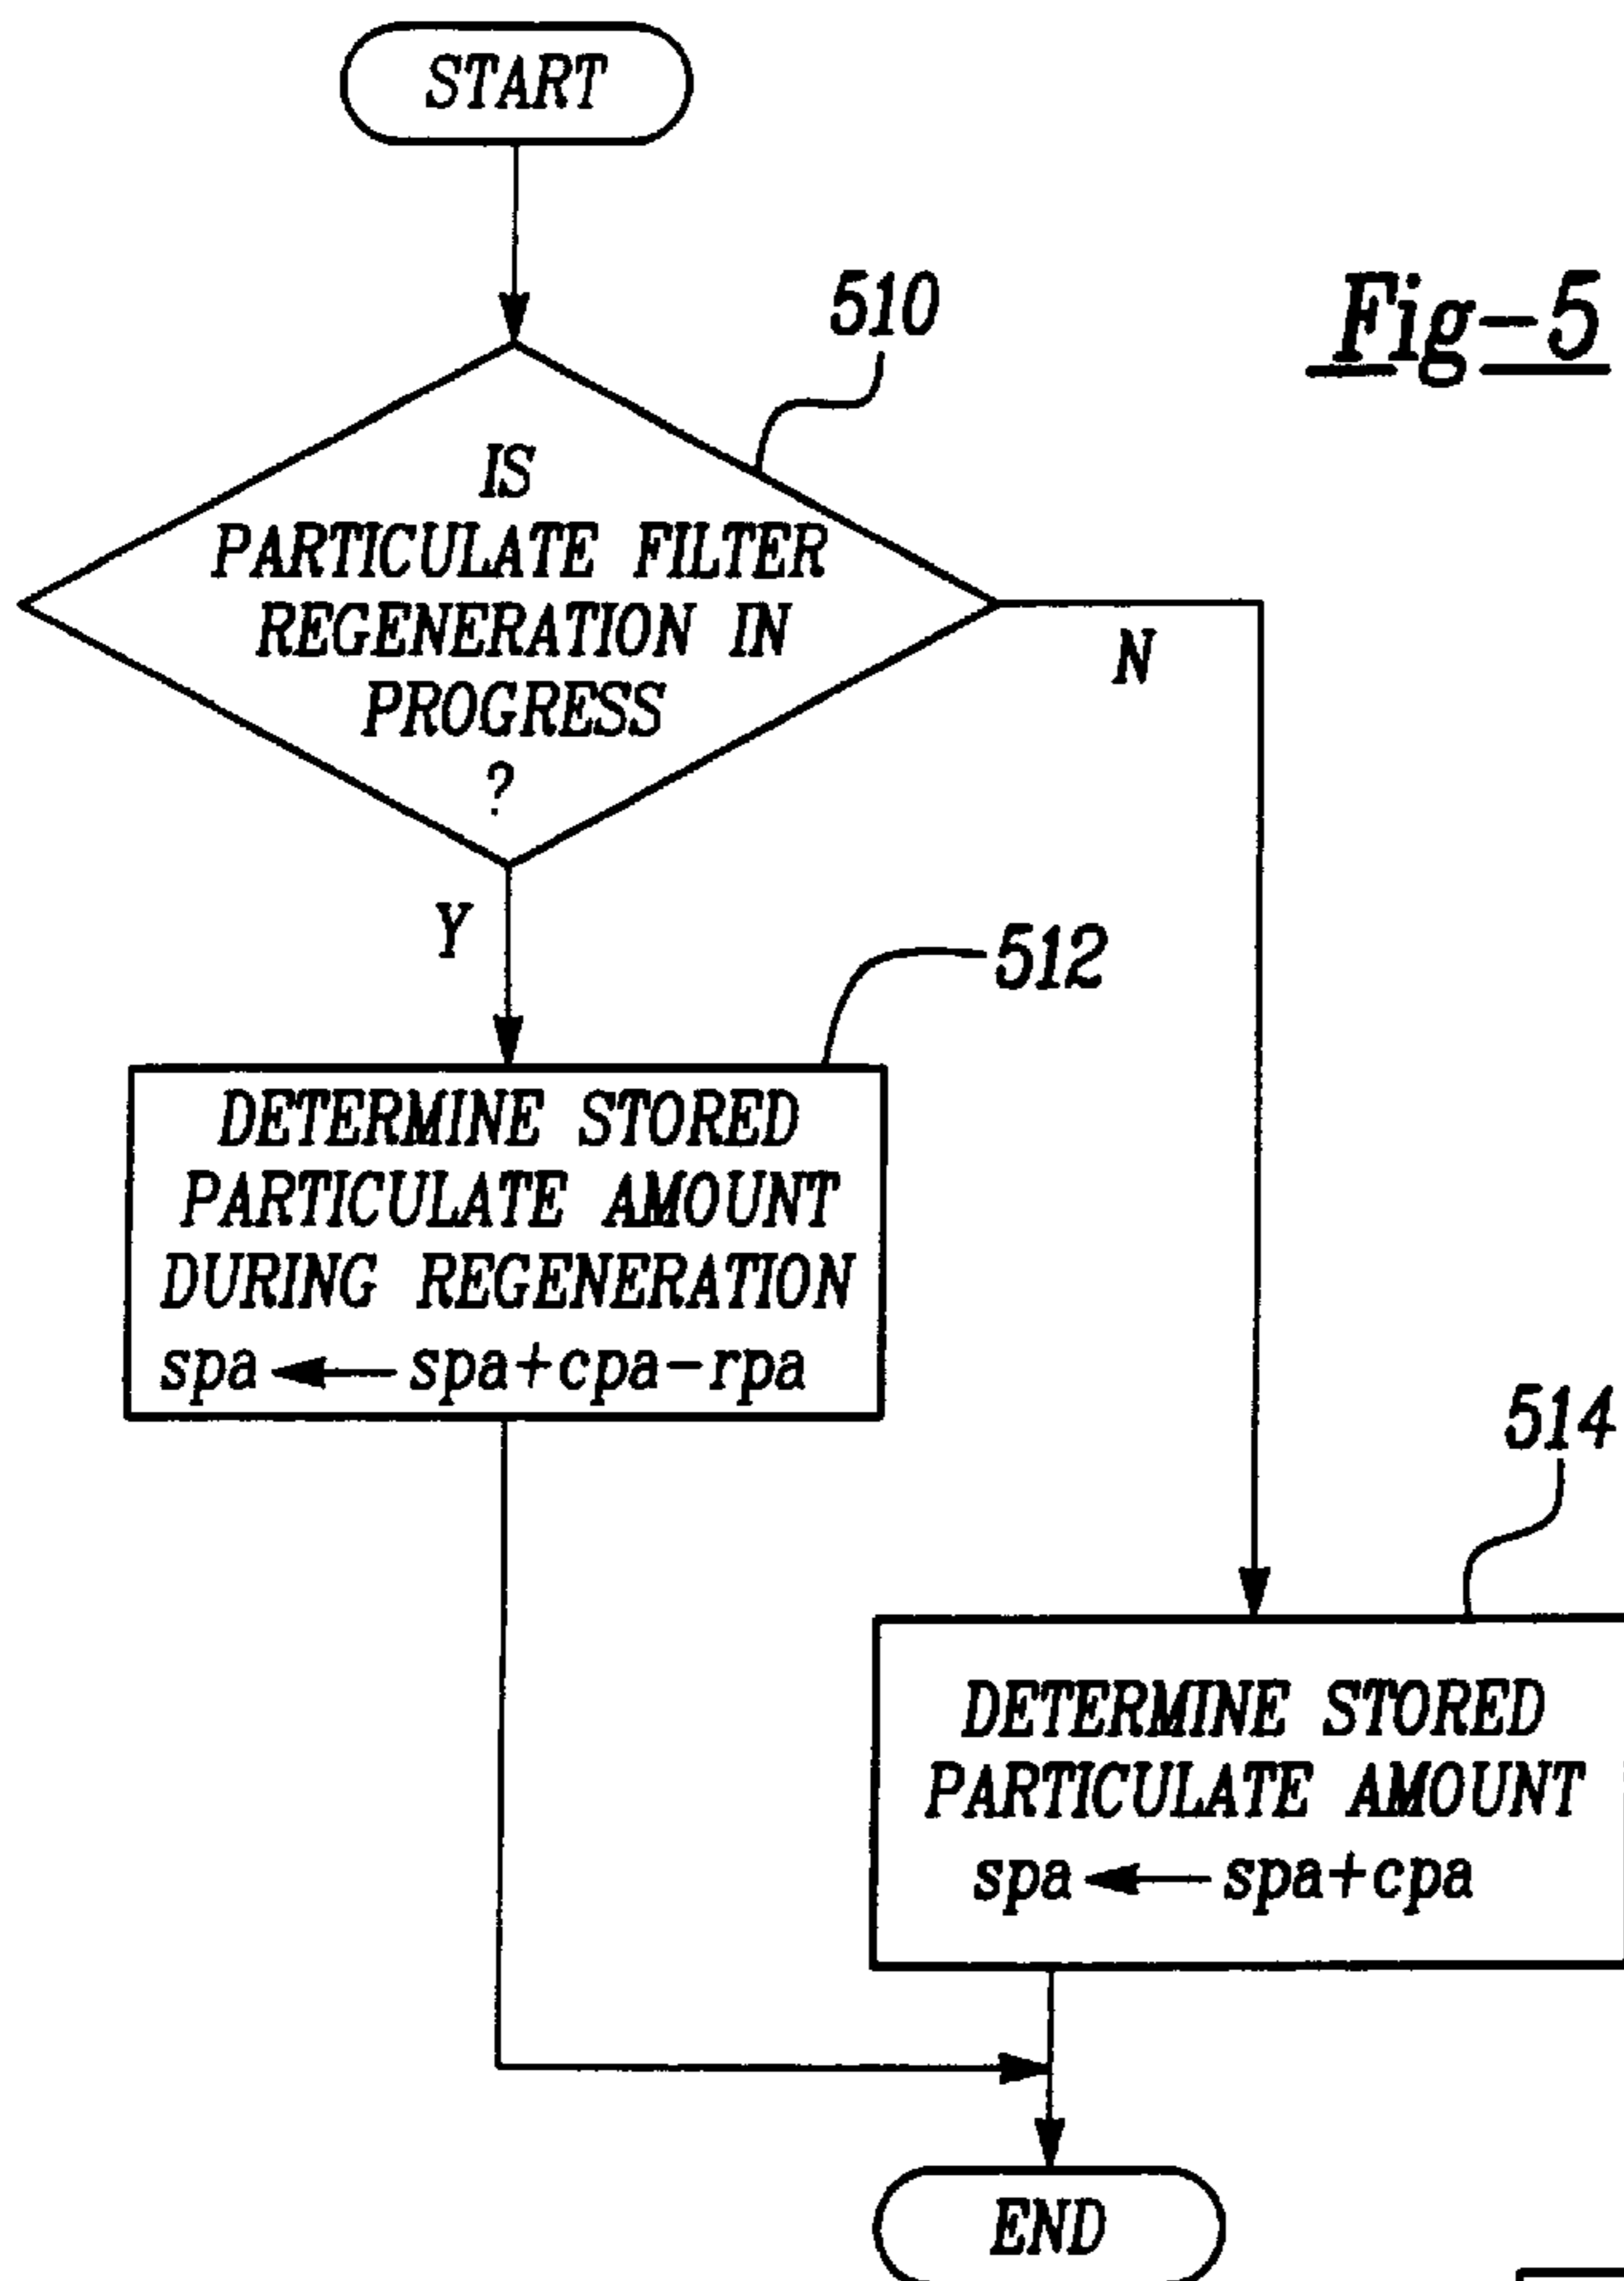 START
510
Fig-5
IS
PARTICULATE FILTER
REGENERATION IN
PROGRESS
?
N
Y
512
DETERMINE STORED
PARTICULATE AMOUNT
DURING REGENERATION
spa ← spa+cpa-rpa
514
DETERMINE STORED
PARTICULATE AMOUNT
spa ← spa+cpa
END